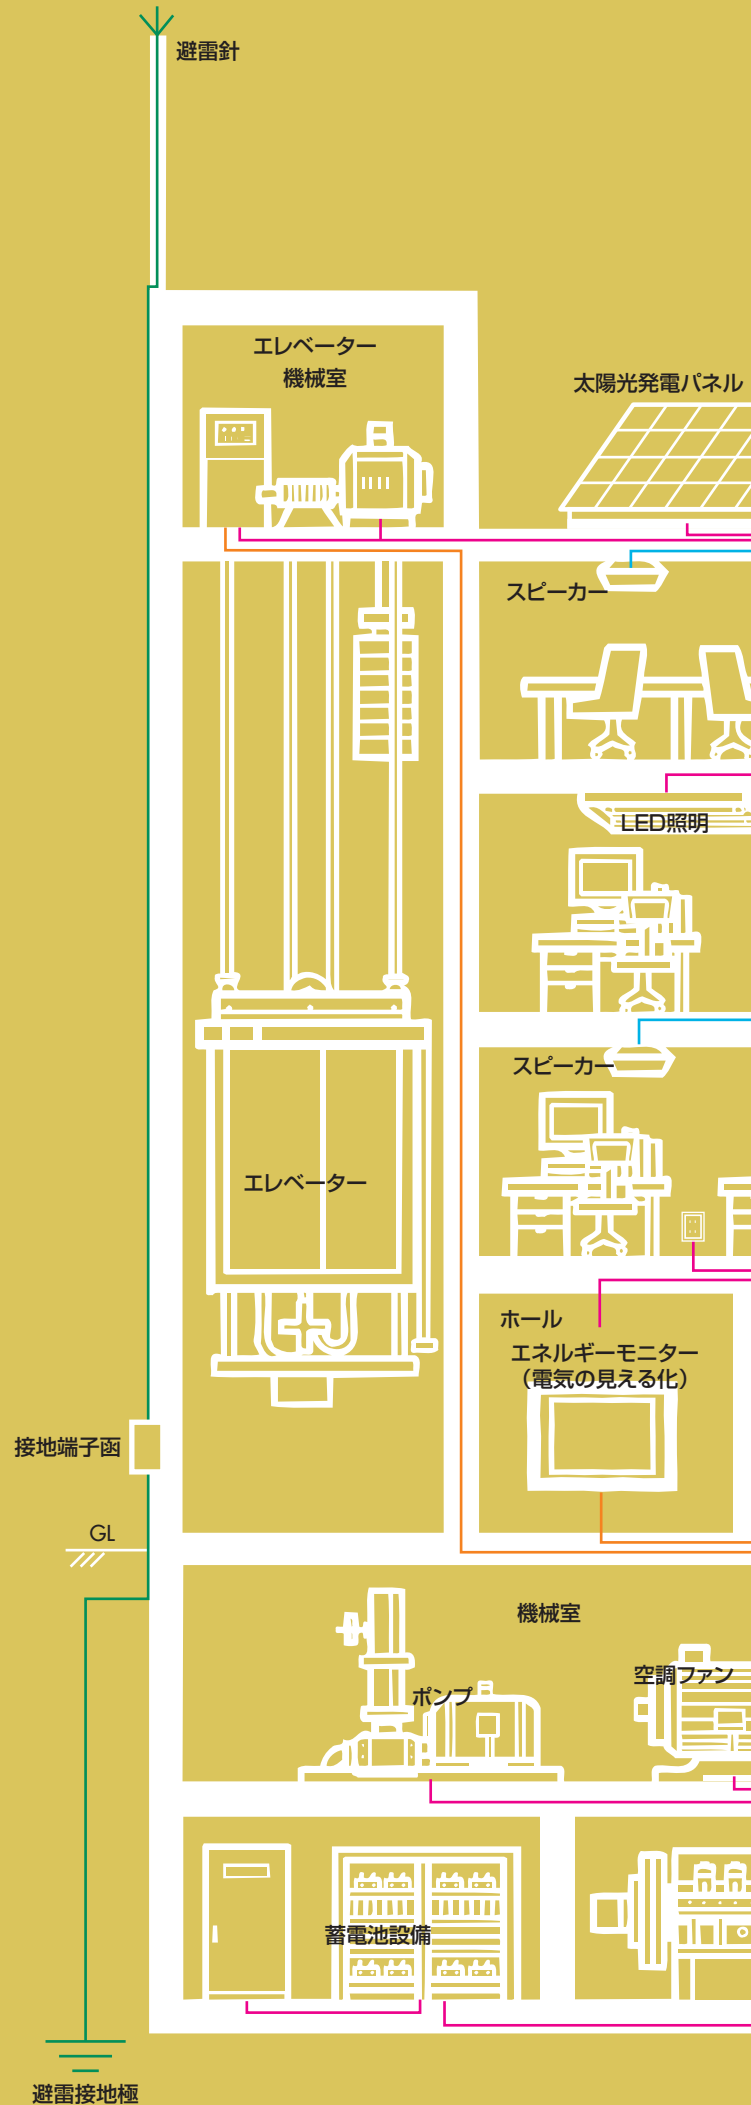 避雷針
エレベーター
機械室
太陽光発電パネル
スピーカー
LED照明
スピーカー
エレベーター
ホール
エネルギーモニター
（電気の見える化）
接地端子函
GL
機械室
空調ファン
ポンプ
蓄電池設備
避雷接地極